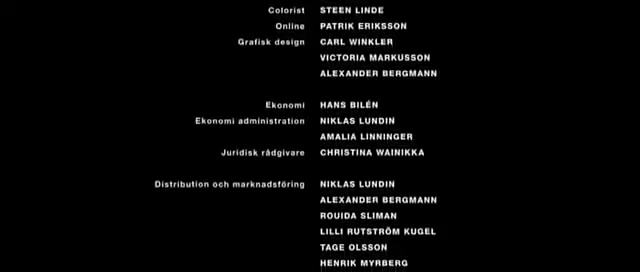 Colorist STEEN LINDE
Online PATRIK ERIKSSON
Grafisk design CARL WINKLER
VICTORIA MARKUSSON
ALEXANDER BERGMANN
Ekonomi HANS BILÉN
Ekonomi administration NIKLAS LUNDIN
AMALIA LINNINGER
Juridisk rådgivare CHRISTINA WAINIKKA
Distribution och marknadsföring NIKLAS LUNDIN
ALEXANDER BERGMANN
ROUIDA SLIMAN
LILLI RUTSTRÖM KUGEL
TAGE OLSSON
HENRIK MYRBERG